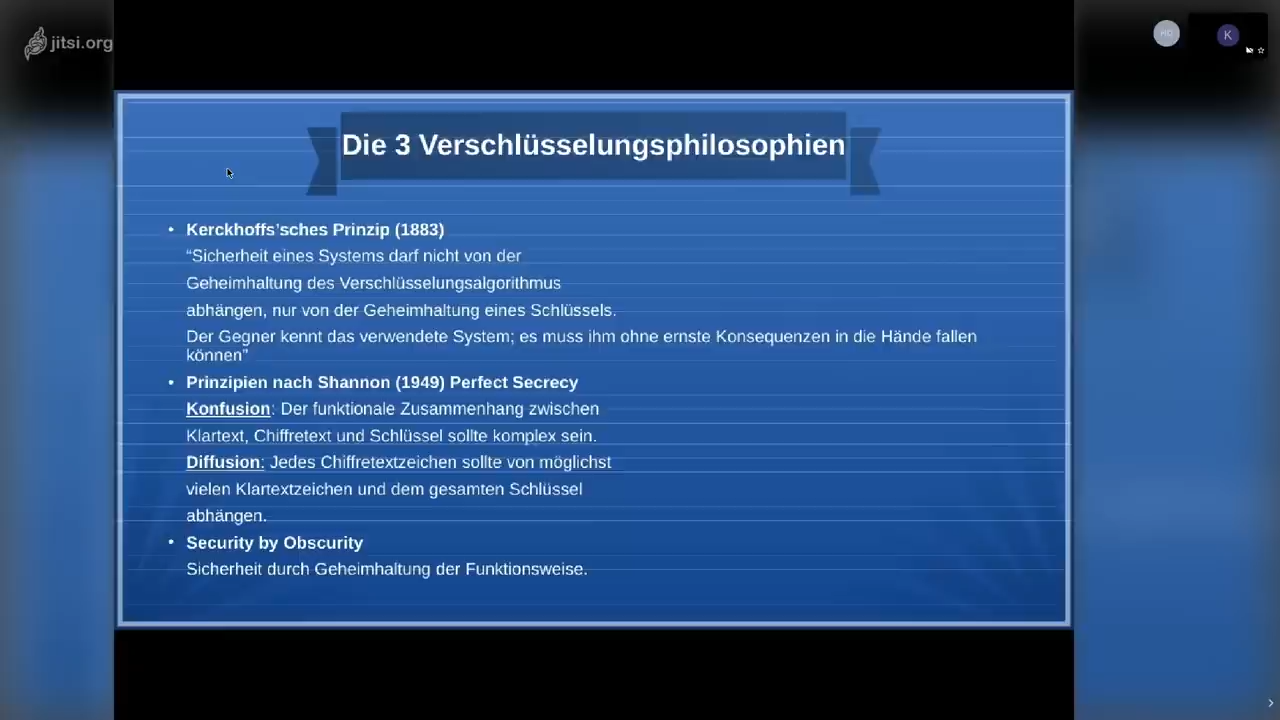 jitsi.org
HD
K
Die 3 Verschlüsselungsphilosophien
• Kerckhoffs'sches Prinzip (1883)
“Sicherheit eines Systems darf nicht von der
Geheimhaltung des Verschlüsselungsalgorithmus
abhängen, nur von der Geheimhaltung eines Schlüssels.
Der Gegner kennt das verwendete System; es muss ihm ohne ernste Konsequenzen in die Hände fallen
können”
• Prinzipien nach Shannon (1949) Perfect Secrecy
Konfusion: Der funktionale Zusammenhang zwischen
Klartext, Chiffretext und Schlüssel sollte komplex sein.
Diffusion: Jedes Chiffretextzeichen sollte von möglichst
vielen Klartextzeichen und dem gesamten Schlüssel
abhängen.
• Security by Obscurity
Sicherheit durch Geheimhaltung der Funktionsweise.